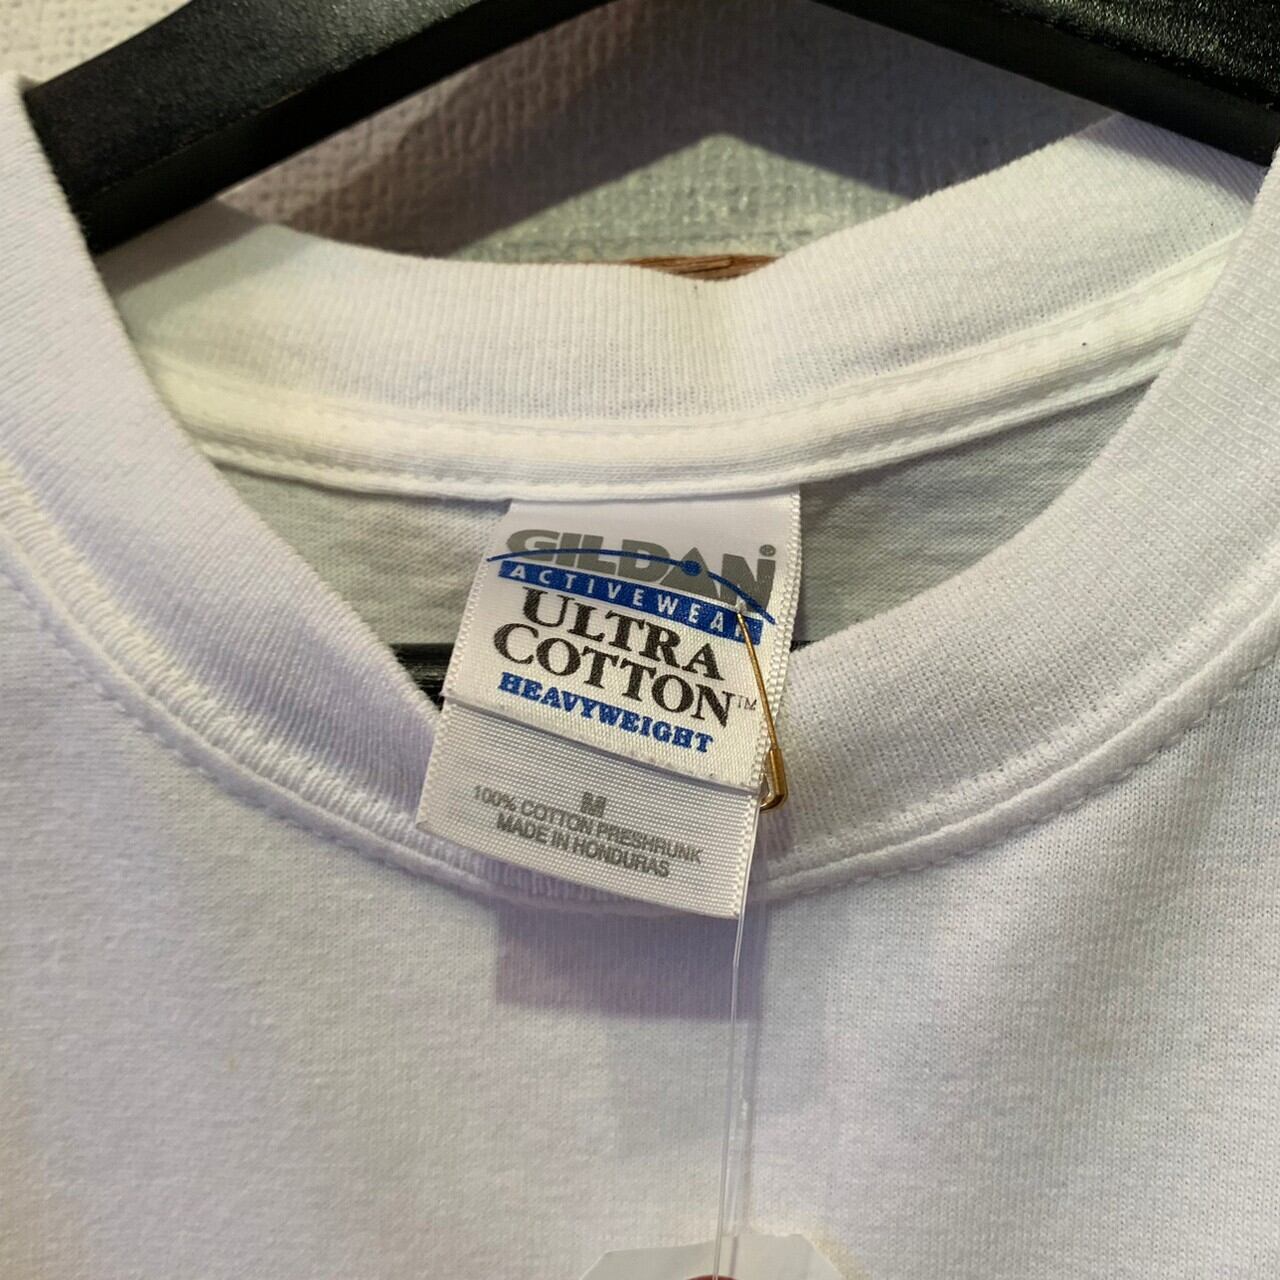 GILDAN®
ACTIVEWEAR
ULTRA
COTTON™
HEAVYWEIGHT
M
100% COTTON PRESHRUNK
MADE IN HONDURAS